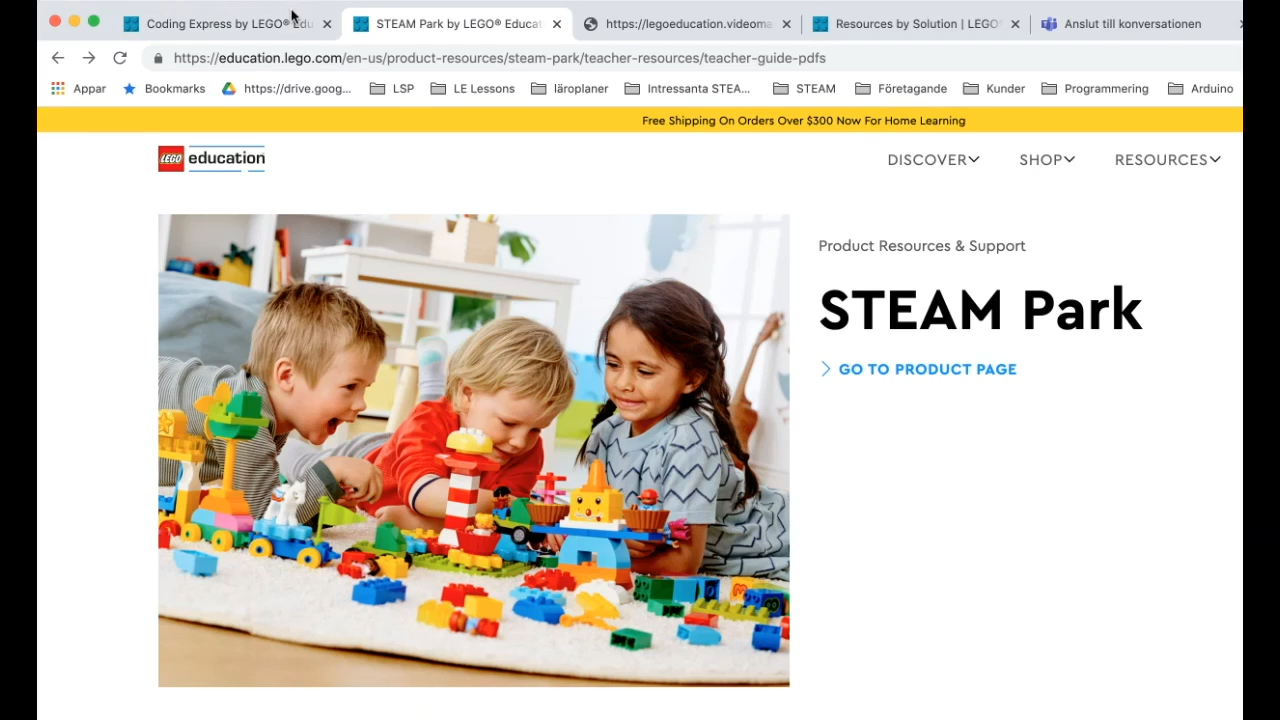 Coding Express by LEGO® Edu
STEAM Park by LEGO® Educat
https://legoeducation.videoma
Resources by Solution | LEGO®
Anslut till konversationen
https://education.lego.com/en-us/product-resources/steam-park/teacher-resources/teacher-guide-pdfs
Appar
Bookmarks
https://drive.goog...
LSP
LE Lessons
läroplaner
Intressanta STEA...
STEAM
Företagande
Kunder
Programmering
Arduino
Free Shipping On Orders Over $300 Now For Home Learning
LEGO education
DISCOVER
SHOP
RESOURCES
Product Resources & Support
STEAM Park
GO TO PRODUCT PAGE